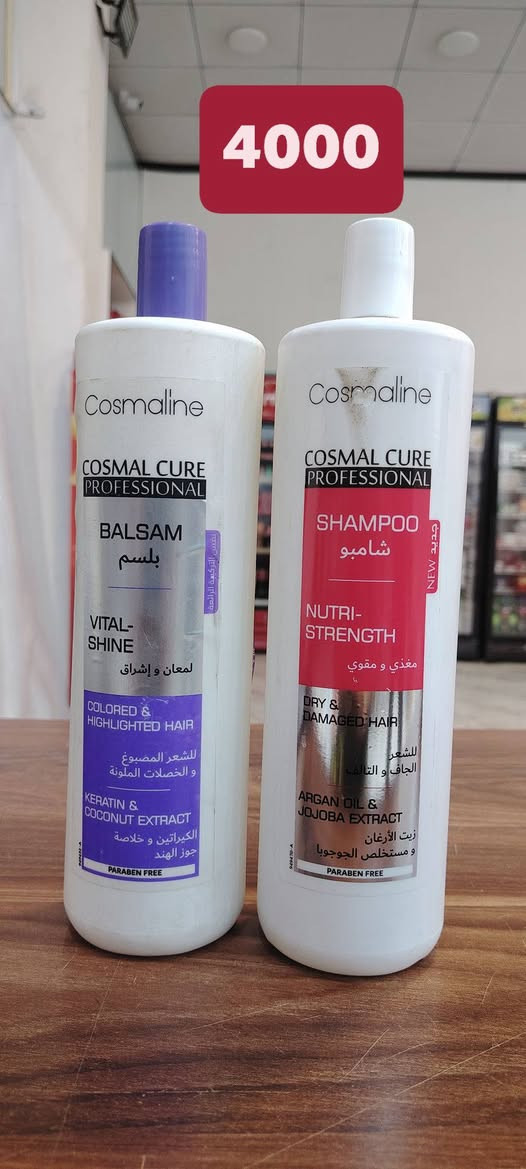 4000
Cosmaline
COSMAL CURE
PROFESSIONAL
BALSAM
بلسم
VITAL-
SHINE
لمعان و إشراق
COLORED &
HIGHLIGHTED HAIR
للشعر المصبوغ
و الخصلات الملونة
KERATIN &
COCONUT EXTRACT
الكيراتين و خلاصة
جوز الهند
PARABEN FREE
Cosmaline
COSMAL CURE
PROFESSIONAL
SHAMPOO
شامبو
NEW جديد
NUTRI-
STRENGTH
مغذي و مقوي
DRY &
DAMAGED HAIR
للشعر
الجاف و التالف
ARGAN OIL &
JOJOBA EXTRACT
زيت الأرغان
و مستخلص الجوجوبا
PARABEN FREE